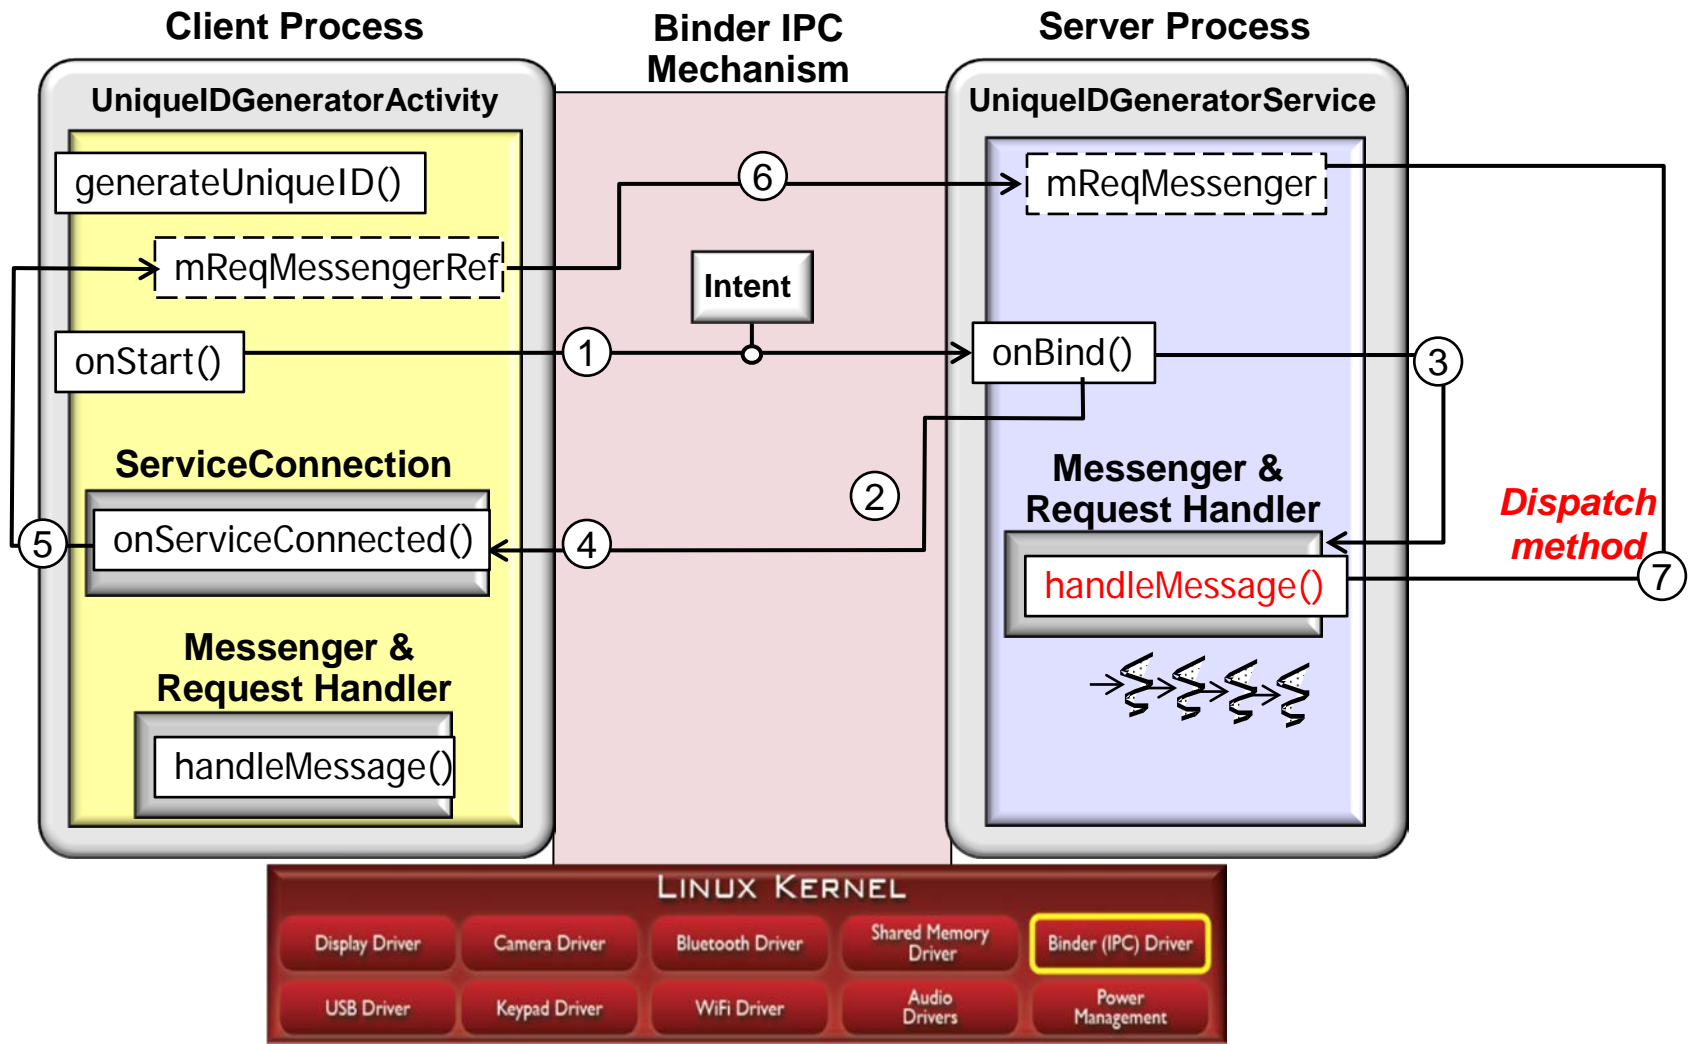 Client Process
Binder IPC
Mechanism
Server Process
UniqueIDGeneratorActivity
UniqueIDGeneratorService
generateUniqueID()
6
mReqMessenger
mReqMessengerRef
Intent
onStart()
1
onBind()
3
ServiceConnection
2
Messenger &
Request Handler
Dispatch
method
5
onServiceConnected()
4
handleMessage()
7
Messenger &
Request Handler
handleMessage()
LINUX KERNEL
Display Driver
Camera Driver
Bluetooth Driver
Shared Memory
Driver
Binder (IPC) Driver
USB Driver
Keypad Driver
WiFi Driver
Audio
Drivers
Power
Management